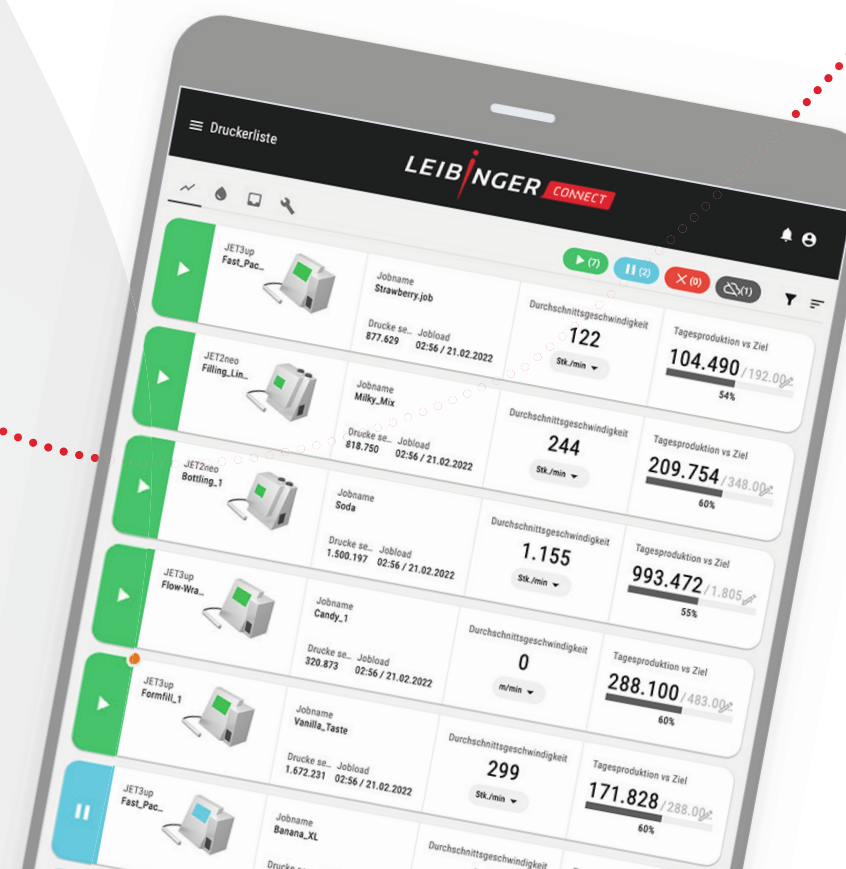 Druckerliste
LEIBINGER CONNECT
(7)
(2)
(0)
(1)
JET3up
Fast_Pac...
Jobname
Strawberry.job
Drucke se... Jobload
877.629 02:56 / 21.02.2022
Durchschnittsgeschwindigkeit
122
Stk./min
Tagesproduktion vs Ziel
104.490 /192.00
54%
JET2neo
Filling_Lin...
Jobname
Milky_Mix
Drucke se... Jobload
818.750 02:56 / 21.02.2022
Durchschnittsgeschwindigkeit
244
Stk./min
Tagesproduktion vs Ziel
209.754 /348.00
60%
JET2neo
Bottling_1
Jobname
Soda
Drucke se... Jobload
1.500.197 02:56 / 21.02.2022
Durchschnittsgeschwindigkeit
1.155
Stk./min
Tagesproduktion vs Ziel
993.472 /1.805
55%
JET3up
Flow-Wra...
Jobname
Candy_1
Drucke se... Jobload
320.873 02:56 / 21.02.2022
Durchschnittsgeschwindigkeit
0
m/min
Tagesproduktion vs Ziel
288.100 /483.00
60%
JET3up
Formfill_1
Jobname
Vanilla_Taste
Drucke se... Jobload
1.672.231 02:56 / 21.02.2022
Durchschnittsgeschwindigkeit
299
Stk./min
Tagesproduktion vs Ziel
171.828 /288.00
60%
JET3up
Fast_Pac...
Jobname
Banana_XL
Durchschnittsgeschwindigkeit